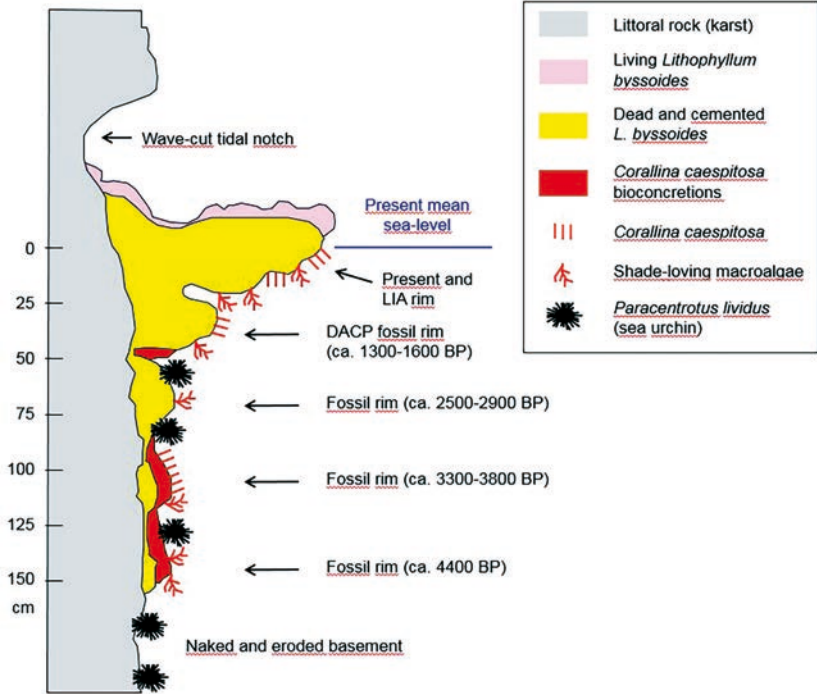 Wave-cut tidal notch
Present mean
sea-level
0
Present and
LIA rim
25
DACP fossil rim
(ca. 1300-1600 BP)
50
75
Fossil rim (ca. 2500-2900 BP)
100
Fossil rim (ca. 3300-3800 BP)
125
Fossil rim (ca. 4400 BP)
150
cm
Naked and eroded basement
Littoral rock (karst)
Living Lithophyllum
byssoides
Dead and cemented
L. byssoides
Corallina caespitosa
bioconcretions
Corallina caespitosa
Shade-loving macroalgae
Paracentrotus lividus
(sea urchin)